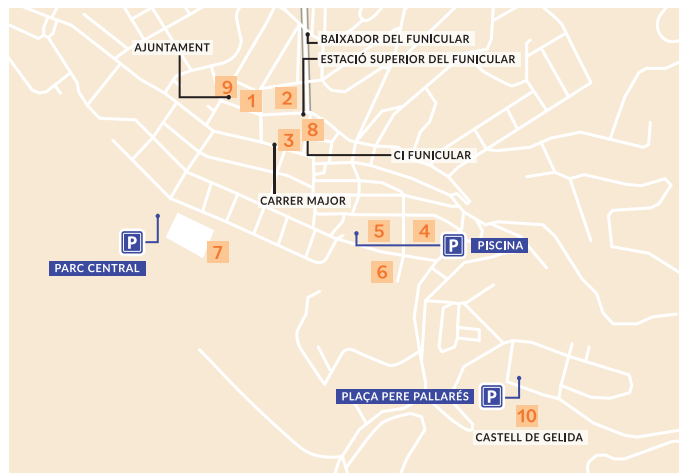 BAIXADOR DEL FUNICULAR
AJUNTAMENT
ESTACIÓ SUPERIOR DEL FUNICULAR
9
1
2
8
3
CI FUNICULAR
CARRER MAJOR
P
7
PARC CENTRAL
5
4
P
PISCINA
6
PLAÇA PERE PALLARÉS
P
10
CASTELL DE GELIDA